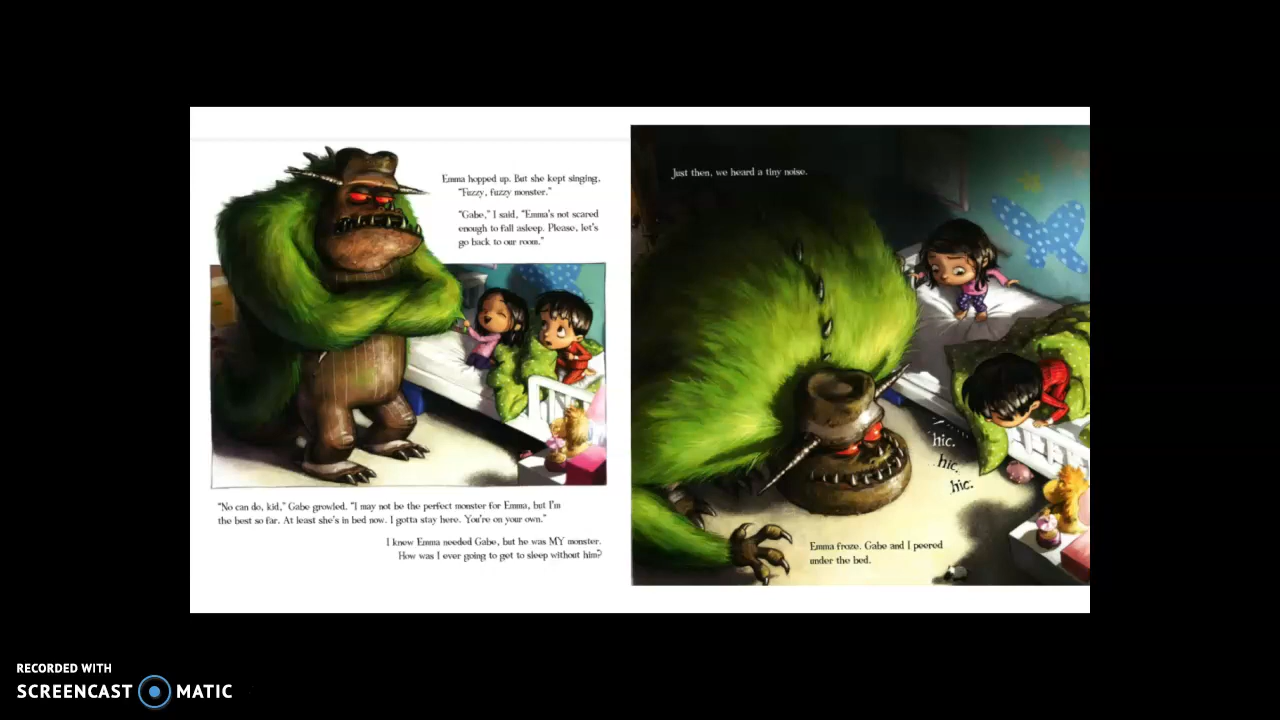 Emma hopped up. But she kept singing,
"Fuzzy, fuzzy monster."
"Gabe," I said, "Emma's not scared
enough to fall asleep. Please, let's
go back to our room."
"No can do, kid," Gabe growled. "I may not be the perfect monster for Emma, but I'm
the best so far. At least she's in bed now. I gotta stay here. You're on your own."
I knew Emma needed Gabe, but he was MY monster.
How was I ever going to get to sleep without him?
Just then, we heard a tiny noise.
hic.
hic,
hic.
Emma froze. Gabe and I peered
under the bed.
RECORDED WITH
SCREENCAST MATIC